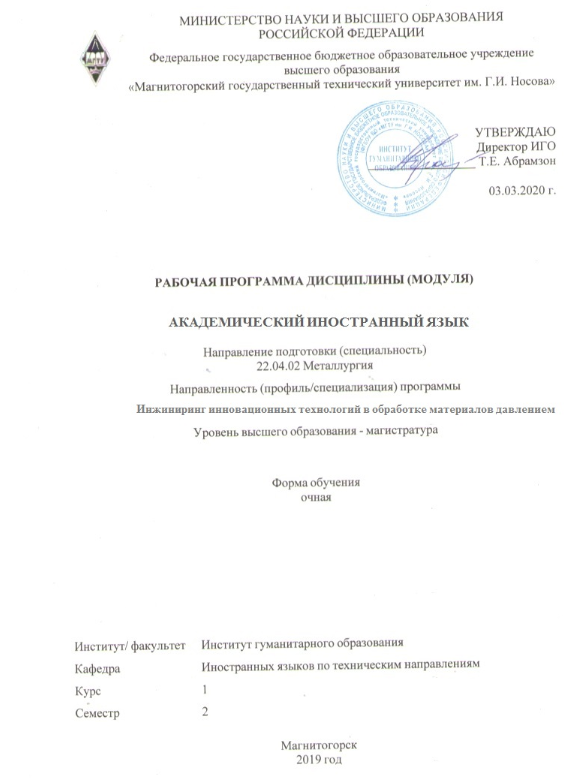 МИНИСТЕРСТВО НАУКИ И ВЫСШЕГО ОБРАЗОВАНИЯ
РОССИЙСКОЙ ФЕДЕРАЦИИ
Федеральное государственное бюджетное образовательное учреждение
высшего образования
«Магнитогорский государственный технический университет им. Г.И. Носова»
УТВЕРЖДАЮ
Директор ИГО
Т.Е. Абрамзон
03.03.2020 г.
ИНСТИТУТ
ГУМАНИТАРНОГО
ОБРАЗОВАНИЯ
РАБОЧАЯ ПРОГРАММА ДИСЦИПЛИНЫ (МОДУЛЯ)
АКАДЕМИЧЕСКИЙ ИНОСТРАННЫЙ ЯЗЫК
Направление подготовки (специальность)
22.04.02 Металлургия
Направленность (профиль/специализация) программы
Инжиниринг инновационных технологий в обработке материалов давлением
Уровень высшего образования - магистратура
Форма обучения
очная
Институт/ факультет Институт гуманитарного образования
Кафедра Иностранных языков по техническим направлениям
Курс 1
Семестр 2
Магнитогорск
2019 год